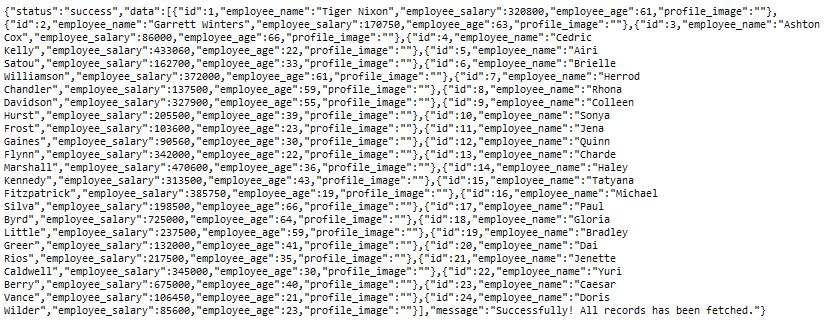 {"status":"success","data":[{"id":1,"employee_name":"Tiger Nixon","employee_salary":320800,"employee_age":61,"profile_image":""},
{"id":2,"employee_name":"Garrett Winters","employee_salary":170750,"employee_age":63,"profile_image":""},{"id":3,"employee_name":"Ashton
Cox","employee_salary":86000,"employee_age":66,"profile_image":""},{"id":4,"employee_name":"Cedric
Kelly","employee_salary":433060,"employee_age":22,"profile_image":""},{"id":5,"employee_name":"Airi
Satou","employee_salary":162700,"employee_age":33,"profile_image":""},{"id":6,"employee_name":"Brielle
Williamson","employee_salary":372000,"employee_age":61,"profile_image":""},{"id":7,"employee_name":"Herrod
Chandler","employee_salary":137500,"employee_age":59,"profile_image":""},{"id":8,"employee_name":"Rhona
Davidson","employee_salary":327900,"employee_age":55,"profile_image":""},{"id":9,"employee_name":"Colleen
Hurst","employee_salary":205500,"employee_age":39,"profile_image":""},{"id":10,"employee_name":"Sonya
Frost","employee_salary":103600,"employee_age":23,"profile_image":""},{"id":11,"employee_name":"Jena
Gaines","employee_salary":90560,"employee_age":30,"profile_image":""},{"id":12,"employee_name":"Quinn
Flynn","employee_salary":342000,"employee_age":22,"profile_image":""},{"id":13,"employee_name":"Charde
Marshall","employee_salary":470600,"employee_age":36,"profile_image":""},{"id":14,"employee_name":"Haley
Kennedy","employee_salary":313500,"employee_age":43,"profile_image":""},{"id":15,"employee_name":"Tatyana
Fitzpatrick","employee_salary":385750,"employee_age":19,"profile_image":""},{"id":16,"employee_name":"Michael
Silva","employee_salary":198500,"employee_age":66,"profile_image":""},{"id":17,"employee_name":"Paul
Byrd","employee_salary":725000,"employee_age":64,"profile_image":""},{"id":18,"employee_name":"Gloria
Little","employee_salary":237500,"employee_age":59,"profile_image":""},{"id":19,"employee_name":"Bradley
Greer","employee_salary":132000,"employee_age":41,"profile_image":""},{"id":20,"employee_name":"Dai
Rios","employee_salary":217500,"employee_age":35,"profile_image":""},{"id":21,"employee_name":"Jenette
Caldwell","employee_salary":345000,"employee_age":30,"profile_image":""},{"id":22,"employee_name":"Yuri
Berry","employee_salary":675000,"employee_age":40,"profile_image":""},{"id":23,"employee_name":"Caesar
Vance","employee_salary":106450,"employee_age":21,"profile_image":""},{"id":24,"employee_name":"Doris
Wilder","employee_salary":85600,"employee_age":23,"profile_image":""}],"message":"Successfully! All records has been fetched."}